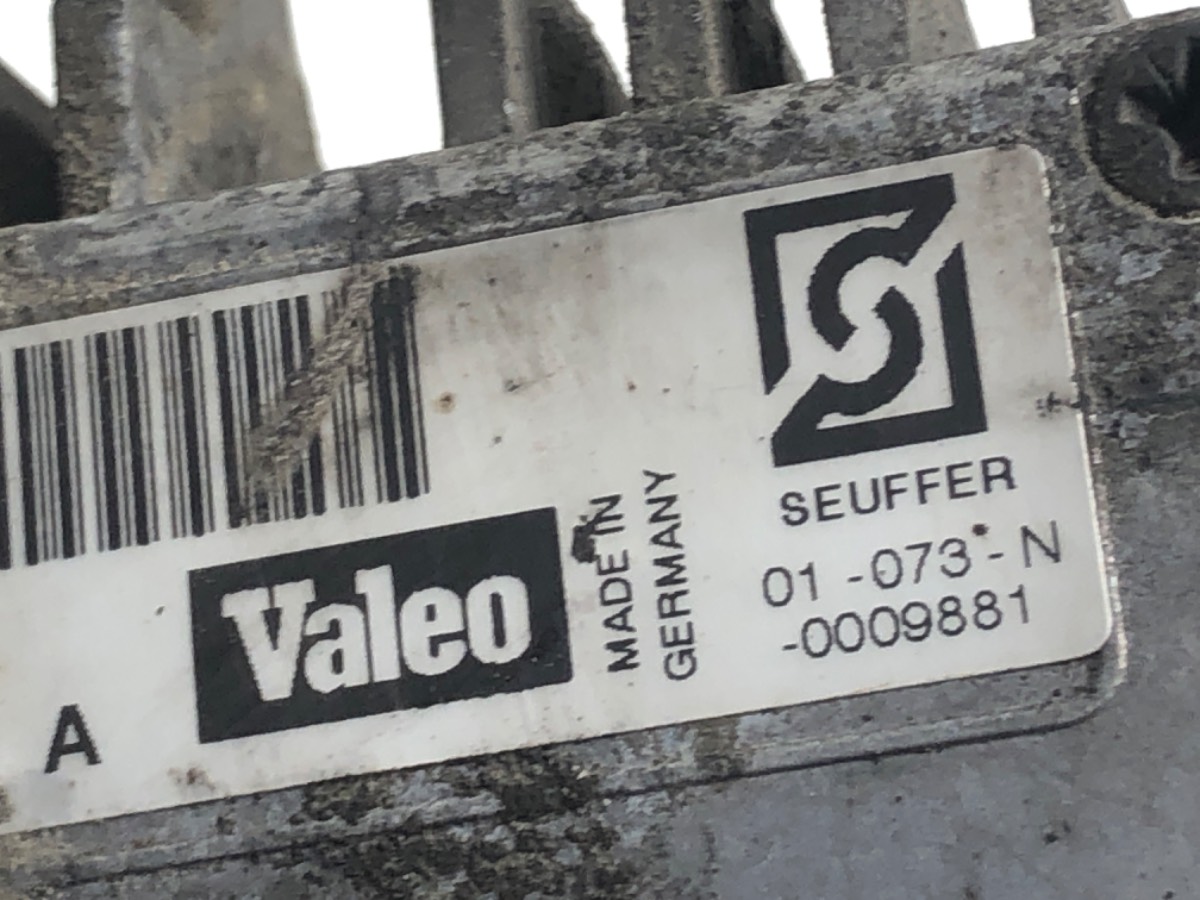 SEUFFER
01-073-N
-0009881
MADE IN
GERMANY
Valeo
A